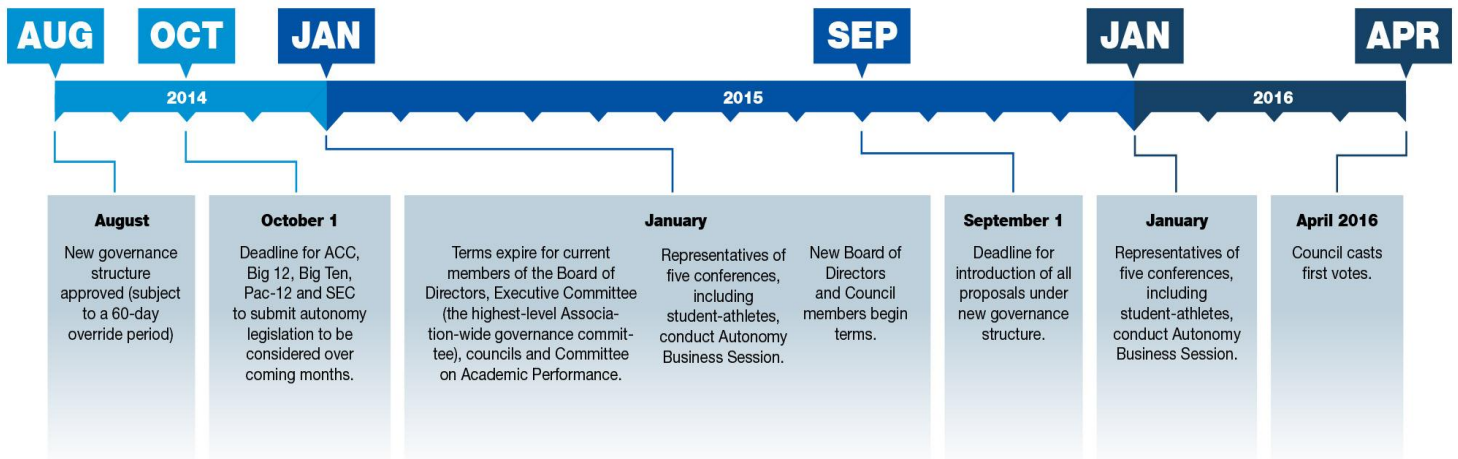 AUG
OCT
JAN
SEP
JAN
APR
2014
2015
2016
August
New governance
structure
approved (subject
to a 60-day
override period)
October 1
Deadline for ACC,
Big 12, Big Ten,
Pac-12 and SEC
to submit autonomy
legislation to be
considered over
coming months.
January
Terms expire for current
members of the Board of
Directors, Executive Committee
(the highest-level Associa-
tion-wide governance commit-
tee), councils and Committee
on Academic Performance.
Representatives of
five conferences,
including
student-athletes,
conduct Autonomy
Business Session.
New Board of
Directors
and Council
members begin
terms.
September 1
Deadline for
introduction of all
proposals under
new governance
structure.
January
Representatives of
five conferences,
including
student-athletes,
conduct Autonomy
Business Session.
April 2016
Council casts
first votes.